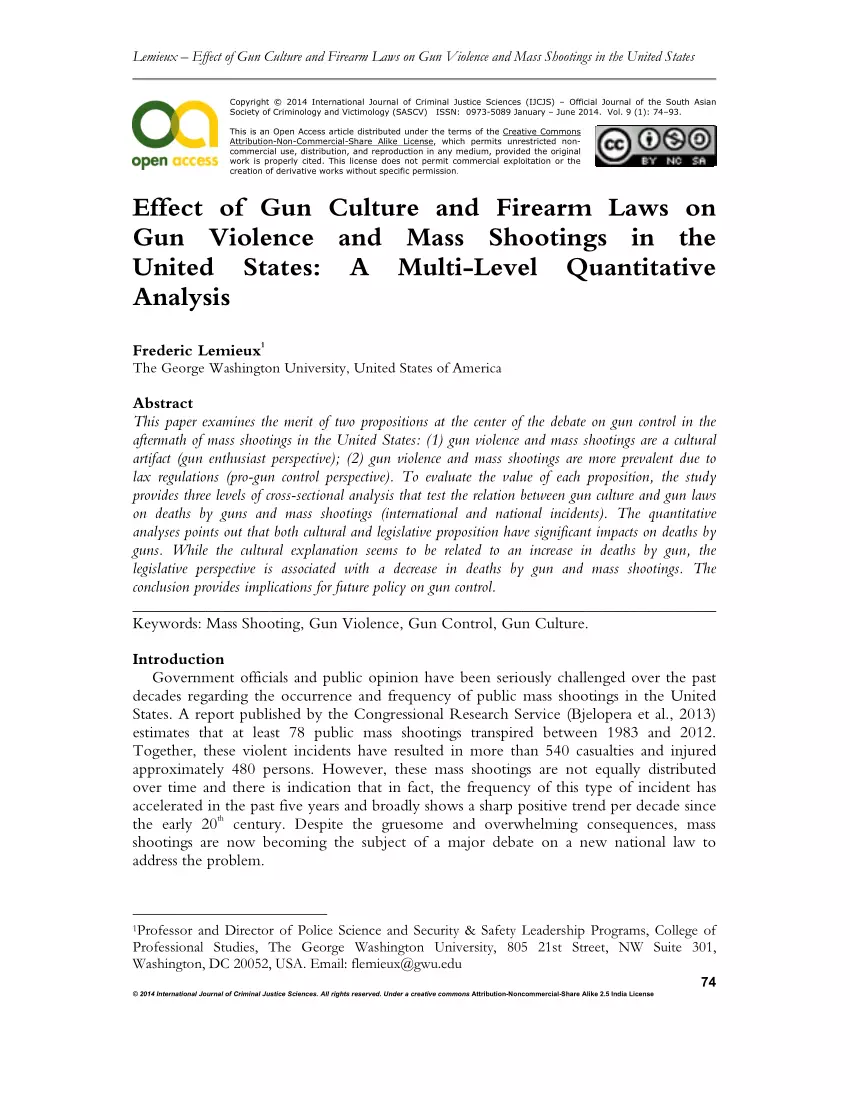 Lemieux – Effect of Gun Culture and Firearm Laws on Gun Violence and Mass Shootings in the United States
Copyright © 2014 International Journal of Criminal Justice Sciences (IJCJS) – Official Journal of the South Asian
Society of Criminology and Victimology (SASCV) ISSN: 0973-5089 January – June 2014. Vol. 9 (1): 74–93.
This is an Open Access article distributed under the terms of the Creative Commons
Attribution-Non-Commercial-Share Alike License, which permits unrestricted non-
commercial use, distribution, and reproduction in any medium, provided the original
work is properly cited. This license does not permit commercial exploitation or the
creation of derivative works without specific permission.
open access
cc
BY NC SA
Effect of Gun Culture and Firearm Laws on
Gun Violence and Mass Shootings in the
United States: A Multi-Level Quantitative
Analysis
Frederic Lemieux1
The George Washington University, United States of America
Abstract
This paper examines the merit of two propositions at the center of the debate on gun control in the
aftermath of mass shootings in the United States: (1) gun violence and mass shootings are a cultural
artifact (gun enthusiast perspective); (2) gun violence and mass shootings are more prevalent due to
lax regulations (pro-gun control perspective). To evaluate the value of each proposition, the study
provides three levels of cross-sectional analysis that test the relation between gun culture and gun laws
on deaths by guns and mass shootings (international and national incidents). The quantitative
analyses points out that both cultural and legislative proposition have significant impacts on deaths by
guns. While the cultural explanation seems to be related to an increase in deaths by gun, the
legislative perspective is associated with a decrease in deaths by gun and mass shootings. The
conclusion provides implications for future policy on gun control.
Keywords: Mass Shooting, Gun Violence, Gun Control, Gun Culture.
Introduction
Government officials and public opinion have been seriously challenged over the past
decades regarding the occurrence and frequency of public mass shootings in the United
States. A report published by the Congressional Research Service (Bjelopera et al., 2013)
estimates that at least 78 public mass shootings transpired between 1983 and 2012.
Together, these violent incidents have resulted in more than 540 casualties and injured
approximately 480 persons. However, these mass shootings are not equally distributed
over time and there is indication that in fact, the frequency of this type of incident has
accelerated in the past five years and broadly shows a sharp positive trend per decade since
the early 20th century. Despite the gruesome and overwhelming consequences, mass
shootings are now becoming the subject of a major debate on a new national law to
address the problem.
1Professor and Director of Police Science and Security & Safety Leadership Programs, College of
Professional Studies, The George Washington University, 805 21st Street, NW Suite 301,
Washington, DC 20052, USA. Email: flemieux@gwu.edu
74
© 2014 International Journal of Criminal Justice Sciences. All rights reserved. Under a creative commons Attribution-Noncommercial-Share Alike 2.5 India License